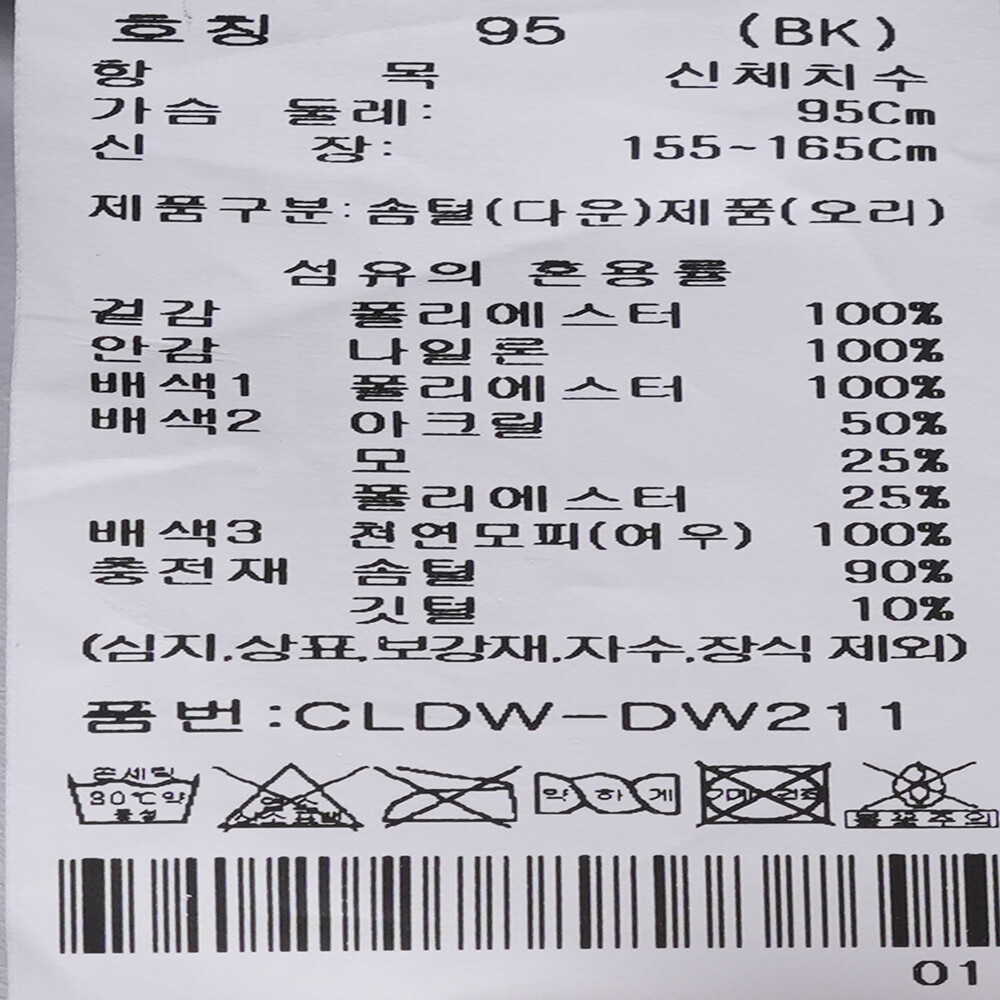 호칭 95 (BK)
항 목 신체치수
가슴 둘레: 95Cm
신 장: 155~165Cm
제품구분:솜털(다운)제품(오리)
섬유의 혼용률
겉감 폴리에스터 100%
안감 나일론 100%
배색1 폴리에스터 100%
배색2 아크릴 50%
모 25%
폴리에스터 25%
배색3 천연모피(여우) 100%
충전재 솜털 90%
깃털 10%
(심지,상표,보강재,자수,장식 제외)
품번:CLDW-DW211
손세탁
약하게
30℃약
중성
01